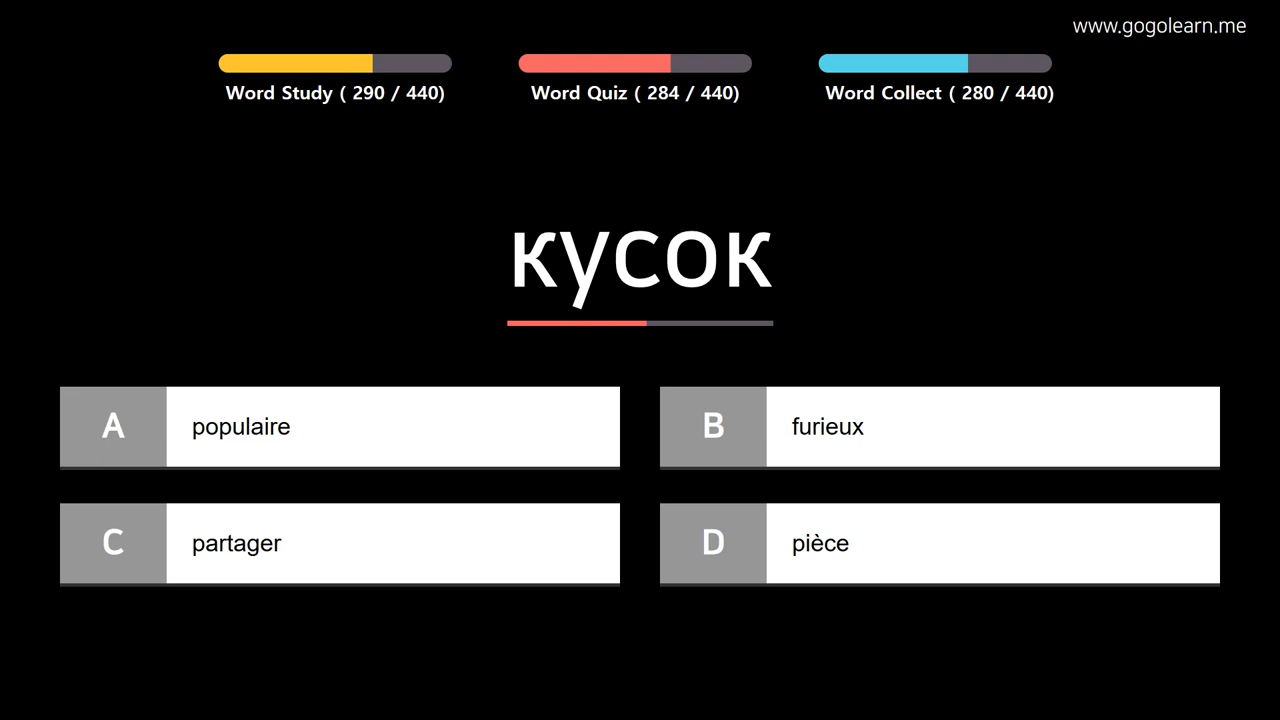 www.gogolearn.me
Word Study ( 290 / 440)
Word Quiz ( 284 / 440)
Word Collect ( 280 / 440)
кусок
A populaire
B furieux
C partager
D pièce